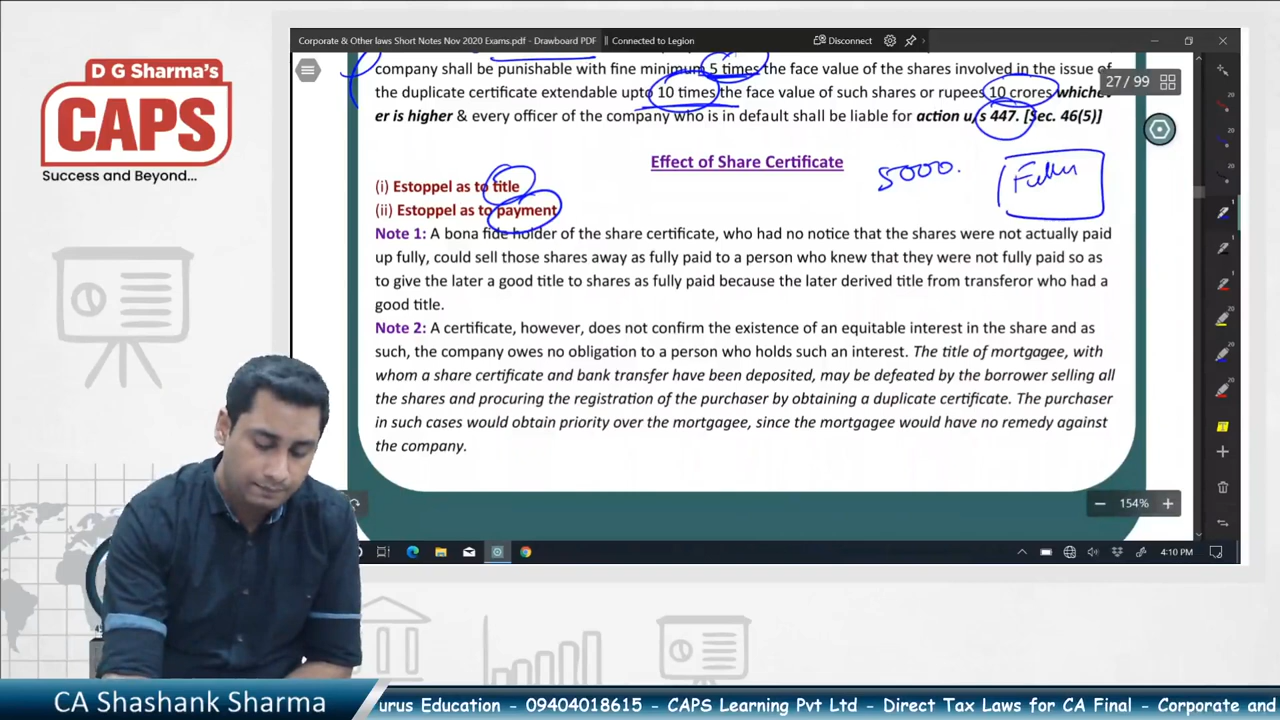 D G Sharma's
CAPS
Success and Beyond...
Corporate & Other laws Short Notes Nov 2020 Exams.pdf - Drawboard PDF
Connected to Legion
Disconnect
company shall be punishable with fine minimum 5 times the face value of the shares involved in the issue of
27 / 99
the duplicate certificate extendable upto 10 times the face value of such shares or rupees 10 crores
er is higher & every officer of the company who is in default shall be liable for action u/s 447. [Sec. 46(5)]
Effect of Share Certificate
5000.
Fully
(i) Estoppel as to title
(ii) Estoppel as to payment
Note 1: A bona fide holder of the share certificate, who had no notice that the shares were not actually paid
up fully, could sell those shares away as fully paid to a person who knew that they were not fully paid so as
to give the later a good title to shares as fully paid because the later derived title from transferor who had a
good title.
Note 2: A certificate, however, does not confirm the existence of an equitable interest in the share and as
such, the company owes no obligation to a person who holds such an interest. The title of mortgagee, with
whom a share certificate and bank transfer have been deposited, may be defeated by the borrower selling all
the shares and procuring the registration of the purchaser by obtaining a duplicate certificate. The purchaser
in such cases would obtain priority over the mortgagee, since the mortgagee would have no remedy against
the company.
154%
4:10 PM
CA Shashank Sharma
urus Education - 09404018615 - CAPS Learning Pvt Ltd - Direct Tax Laws for CA Final - Corporate and